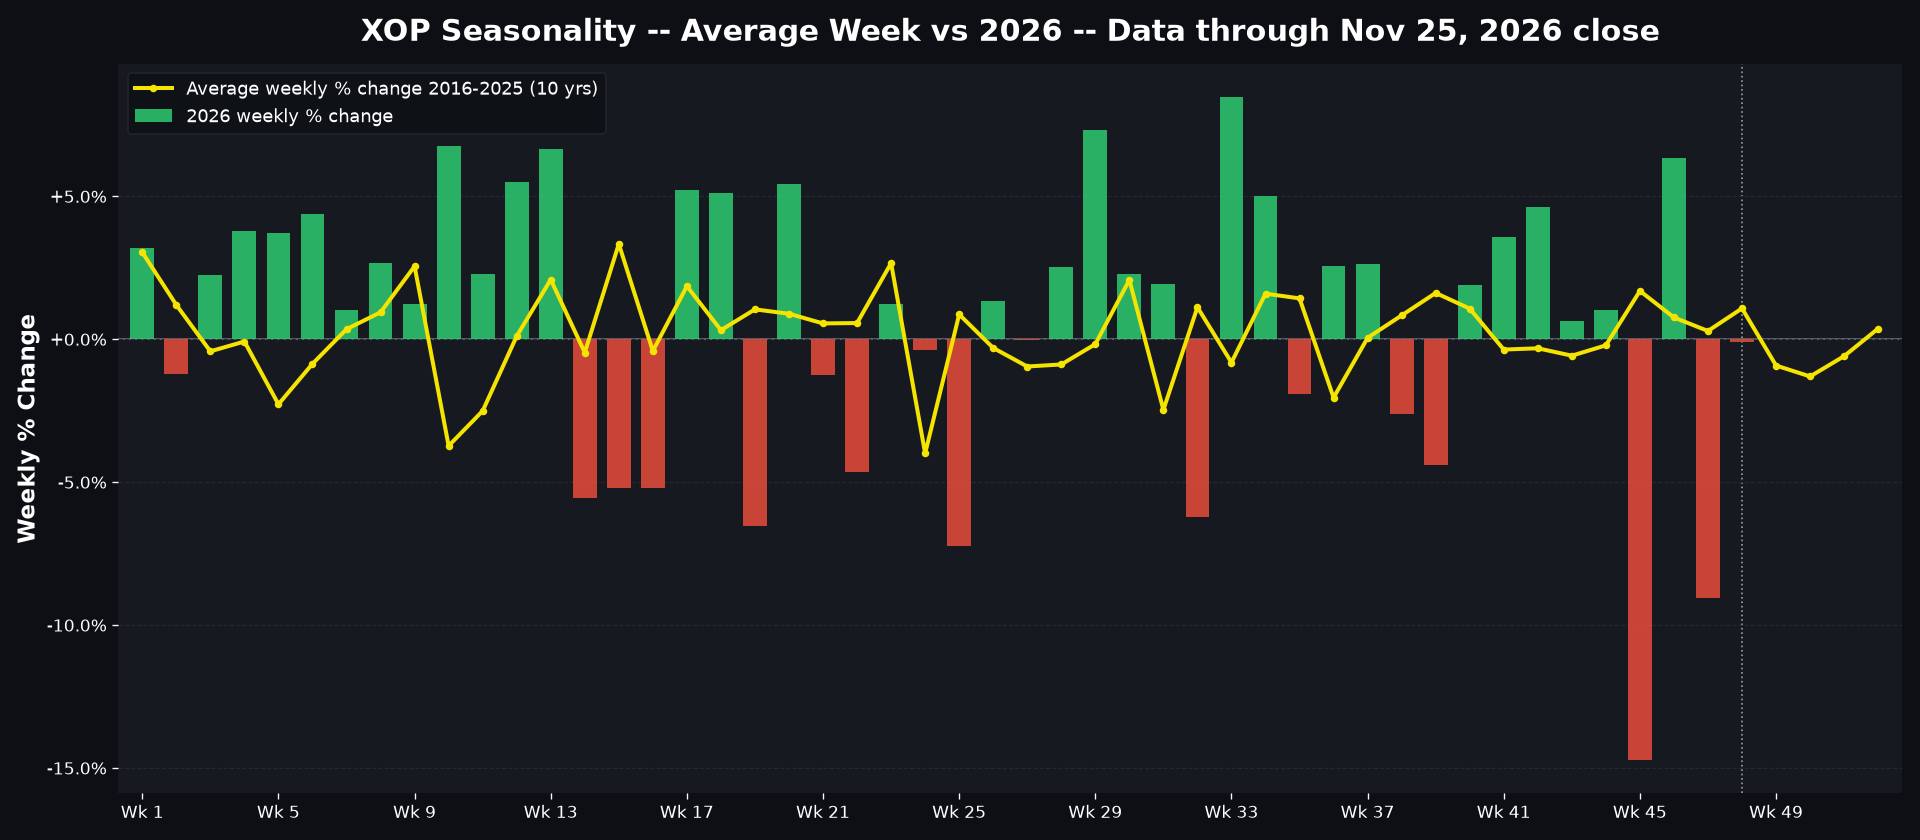 XOP Seasonality -- Average Week vs 2026 -- Data through Nov 25, 2026 close
Average weekly % change 2016-2025 (10 yrs)
2026 weekly % change
Weekly % Change
+5.0%
+0.0%
-5.0%
-10.0%
-15.0%
Wk 1 Wk 5 Wk 9 Wk 13 Wk 17 Wk 21 Wk 25 Wk 29 Wk 33 Wk 37 Wk 41 Wk 45 Wk 49